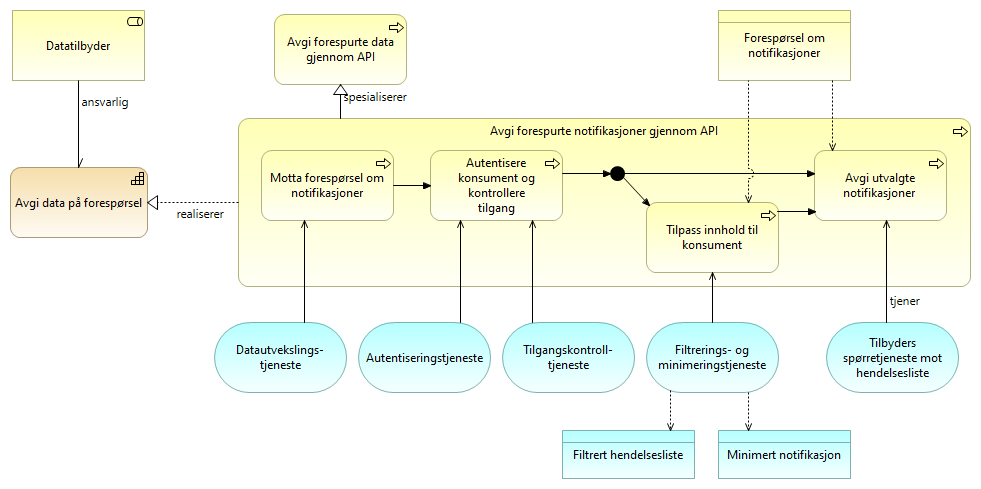 Datatilbyder
Avgi forespurte data
gjennom API
Forespørsel om
notifikasjoner
ansvarlig
spesialiserer
Avgi forespurte notifikasjoner gjennom API
Motta forespørsel om
notifikasjoner
Autentisere
konsument og
kontrollere
tilgang
Avgi utvalgte
notifikasjoner
Avgi data på forespørsel
realiserer
Tilpass innhold til
konsument
tjener
Datautvekslings-
tjeneste
Autentiseringstjeneste
Tilgangskontroll-
tjeneste
Filtrerings- og
minimeringstjeneste
Tilbyders
spørretjeneste mot
hendelsesliste
Filtrert hendelsesliste
Minimert notifikasjon